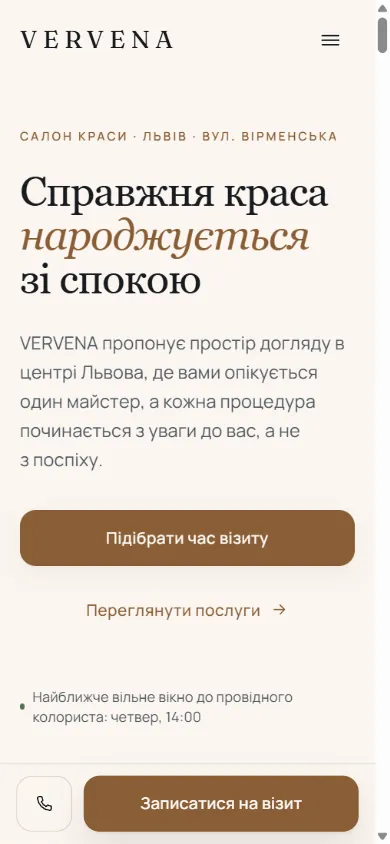 VERVENA
САЛОН КРАСИ · ЛЬВІВ · ВУЛ. ВІРМЕНСЬКА
Справжня краса
народжується
зі спокою
VERVENA пропонує простір догляду в
центрі Львова, де вами опікується
один майстер, а кожна процедура
починається з уваги до вас, а не
з поспіху.
Підібрати час візиту
Переглянути послуги →
Найближче вільне вікно до провідного
колориста: четвер, 14:00
Записатися на візит